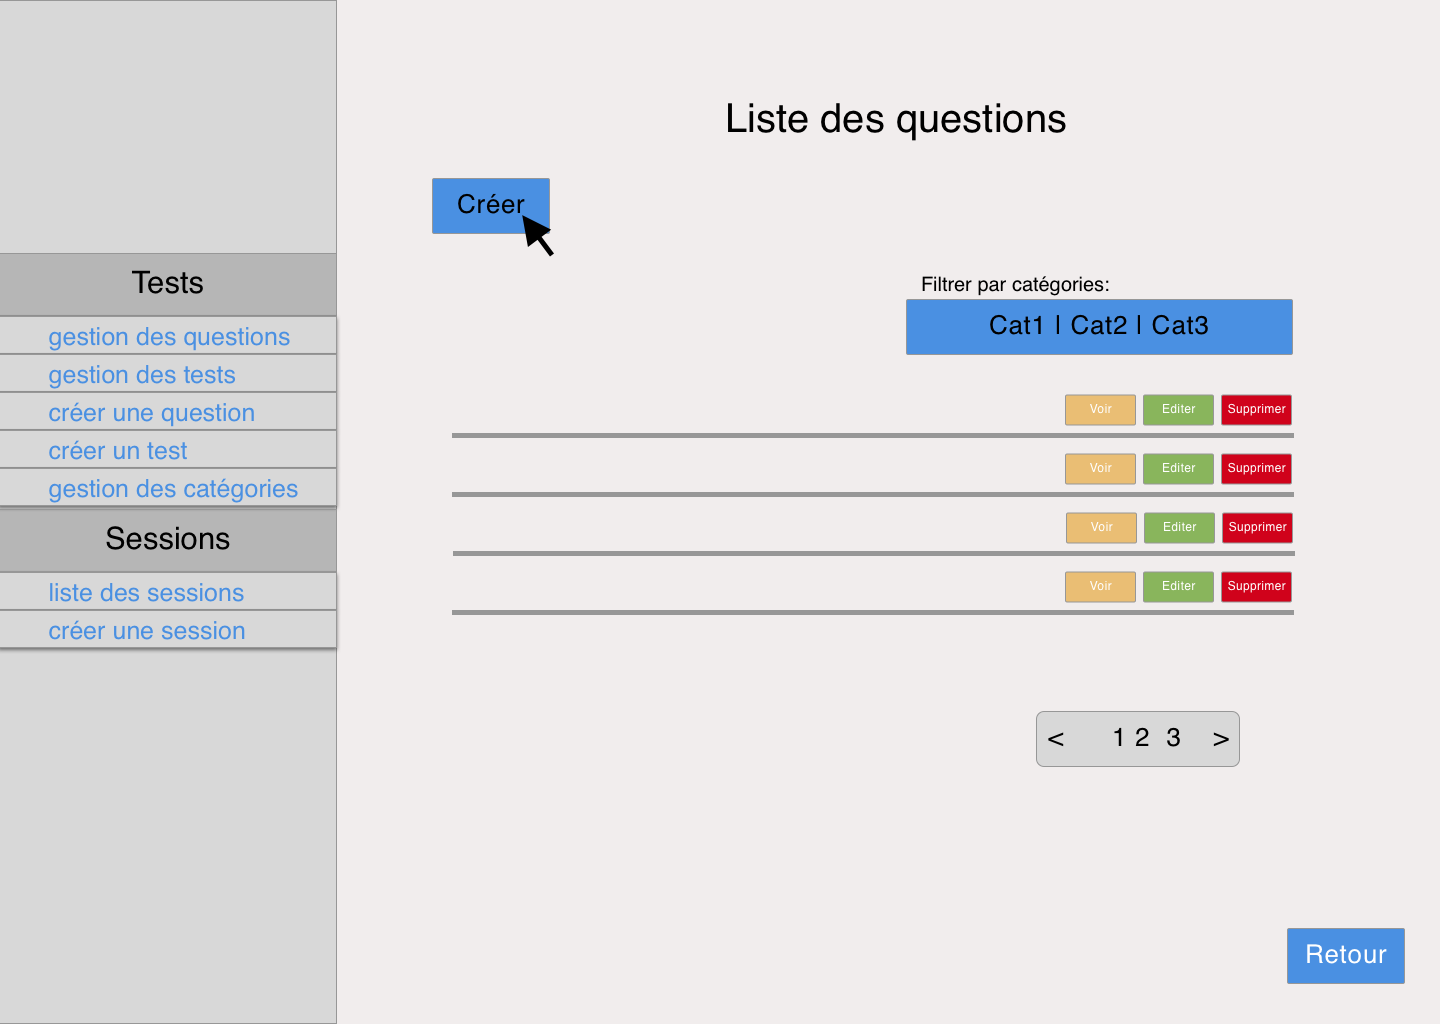 Tests
gestion des questions
gestion des tests
créer une question
créer un test
gestion des catégories
Sessions
liste des sessions
créer une session
Liste des questions
Créer
Filtrer par catégories:
Cat1 | Cat2 | Cat3
Voir Editer Supprimer
Voir Editer Supprimer
Voir Editer Supprimer
Voir Editer Supprimer
< 1 2 3 >
Retour